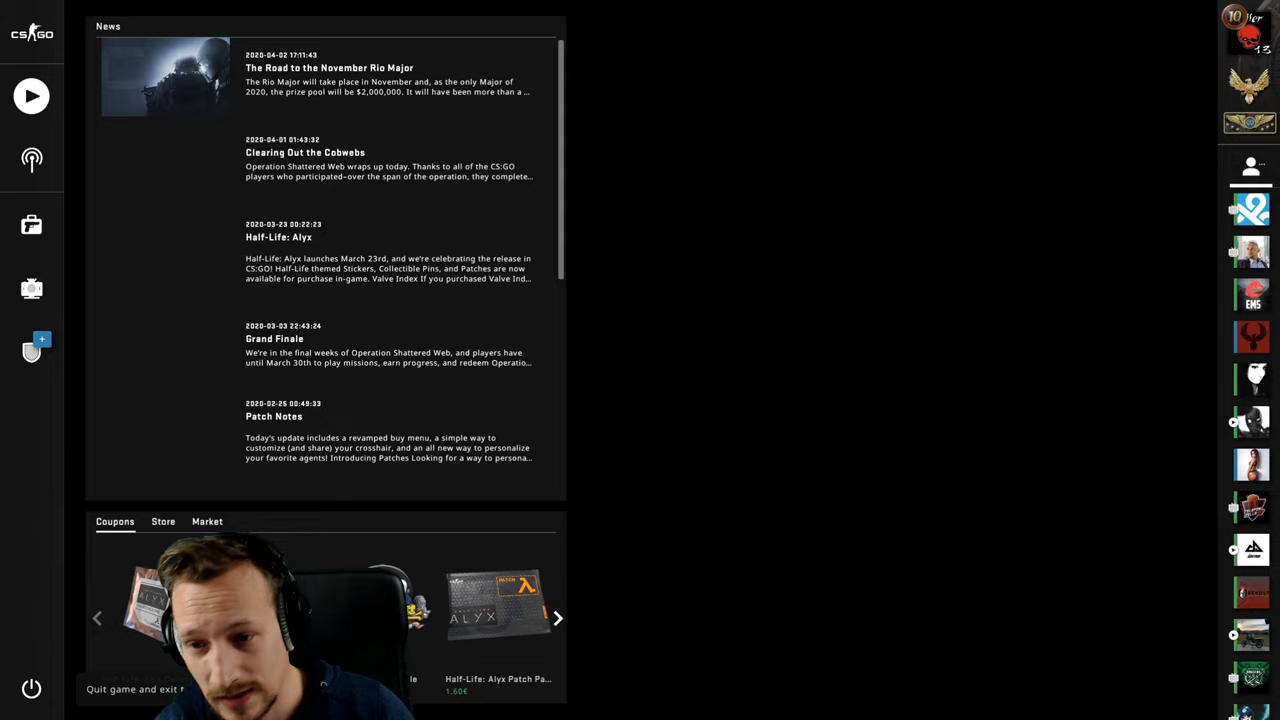 CS GO
News
2020-04-02 17:11:43
The Road to the November Rio Major
The Rio Major will take place in November and, as the only Major of
2020, the prize pool will be $2,000,000. It will have been more than a ...
2020-04-01 01:43:32
Clearing Out the Cobwebs
Operation Shattered Web wraps up today. Thanks to all of the CS:GO
players who participated–over the span of the operation, they complete...
2020-03-23 00:22:23
Half-Life: Alyx
Half-Life: Alyx launches March 23rd, and we're celebrating the release in
CS:GO! Half-Life themed Stickers, Collectible Pins, and Patches are now
available for purchase in-game. Valve Index If you purchased Valve Ind...
2020-03-03 22:43:24
Grand Finale
We're in the final weeks of Operation Shattered Web, and players have
until March 30th to play missions, earn progress, and redeem Operatio...
2020-02-25 00:49:33
Patch Notes
Today's update includes a revamped buy menu, a simple way to
customize (and share) your crosshair, and an all new way to personalize
your favorite agents! Introducing Patches Looking for a way to persona...
Coupons Store Market
PATCH
ALYX
Half-Life: Alyx Patch Pa...
1.60€
Quit game and exit
10
13
EMS